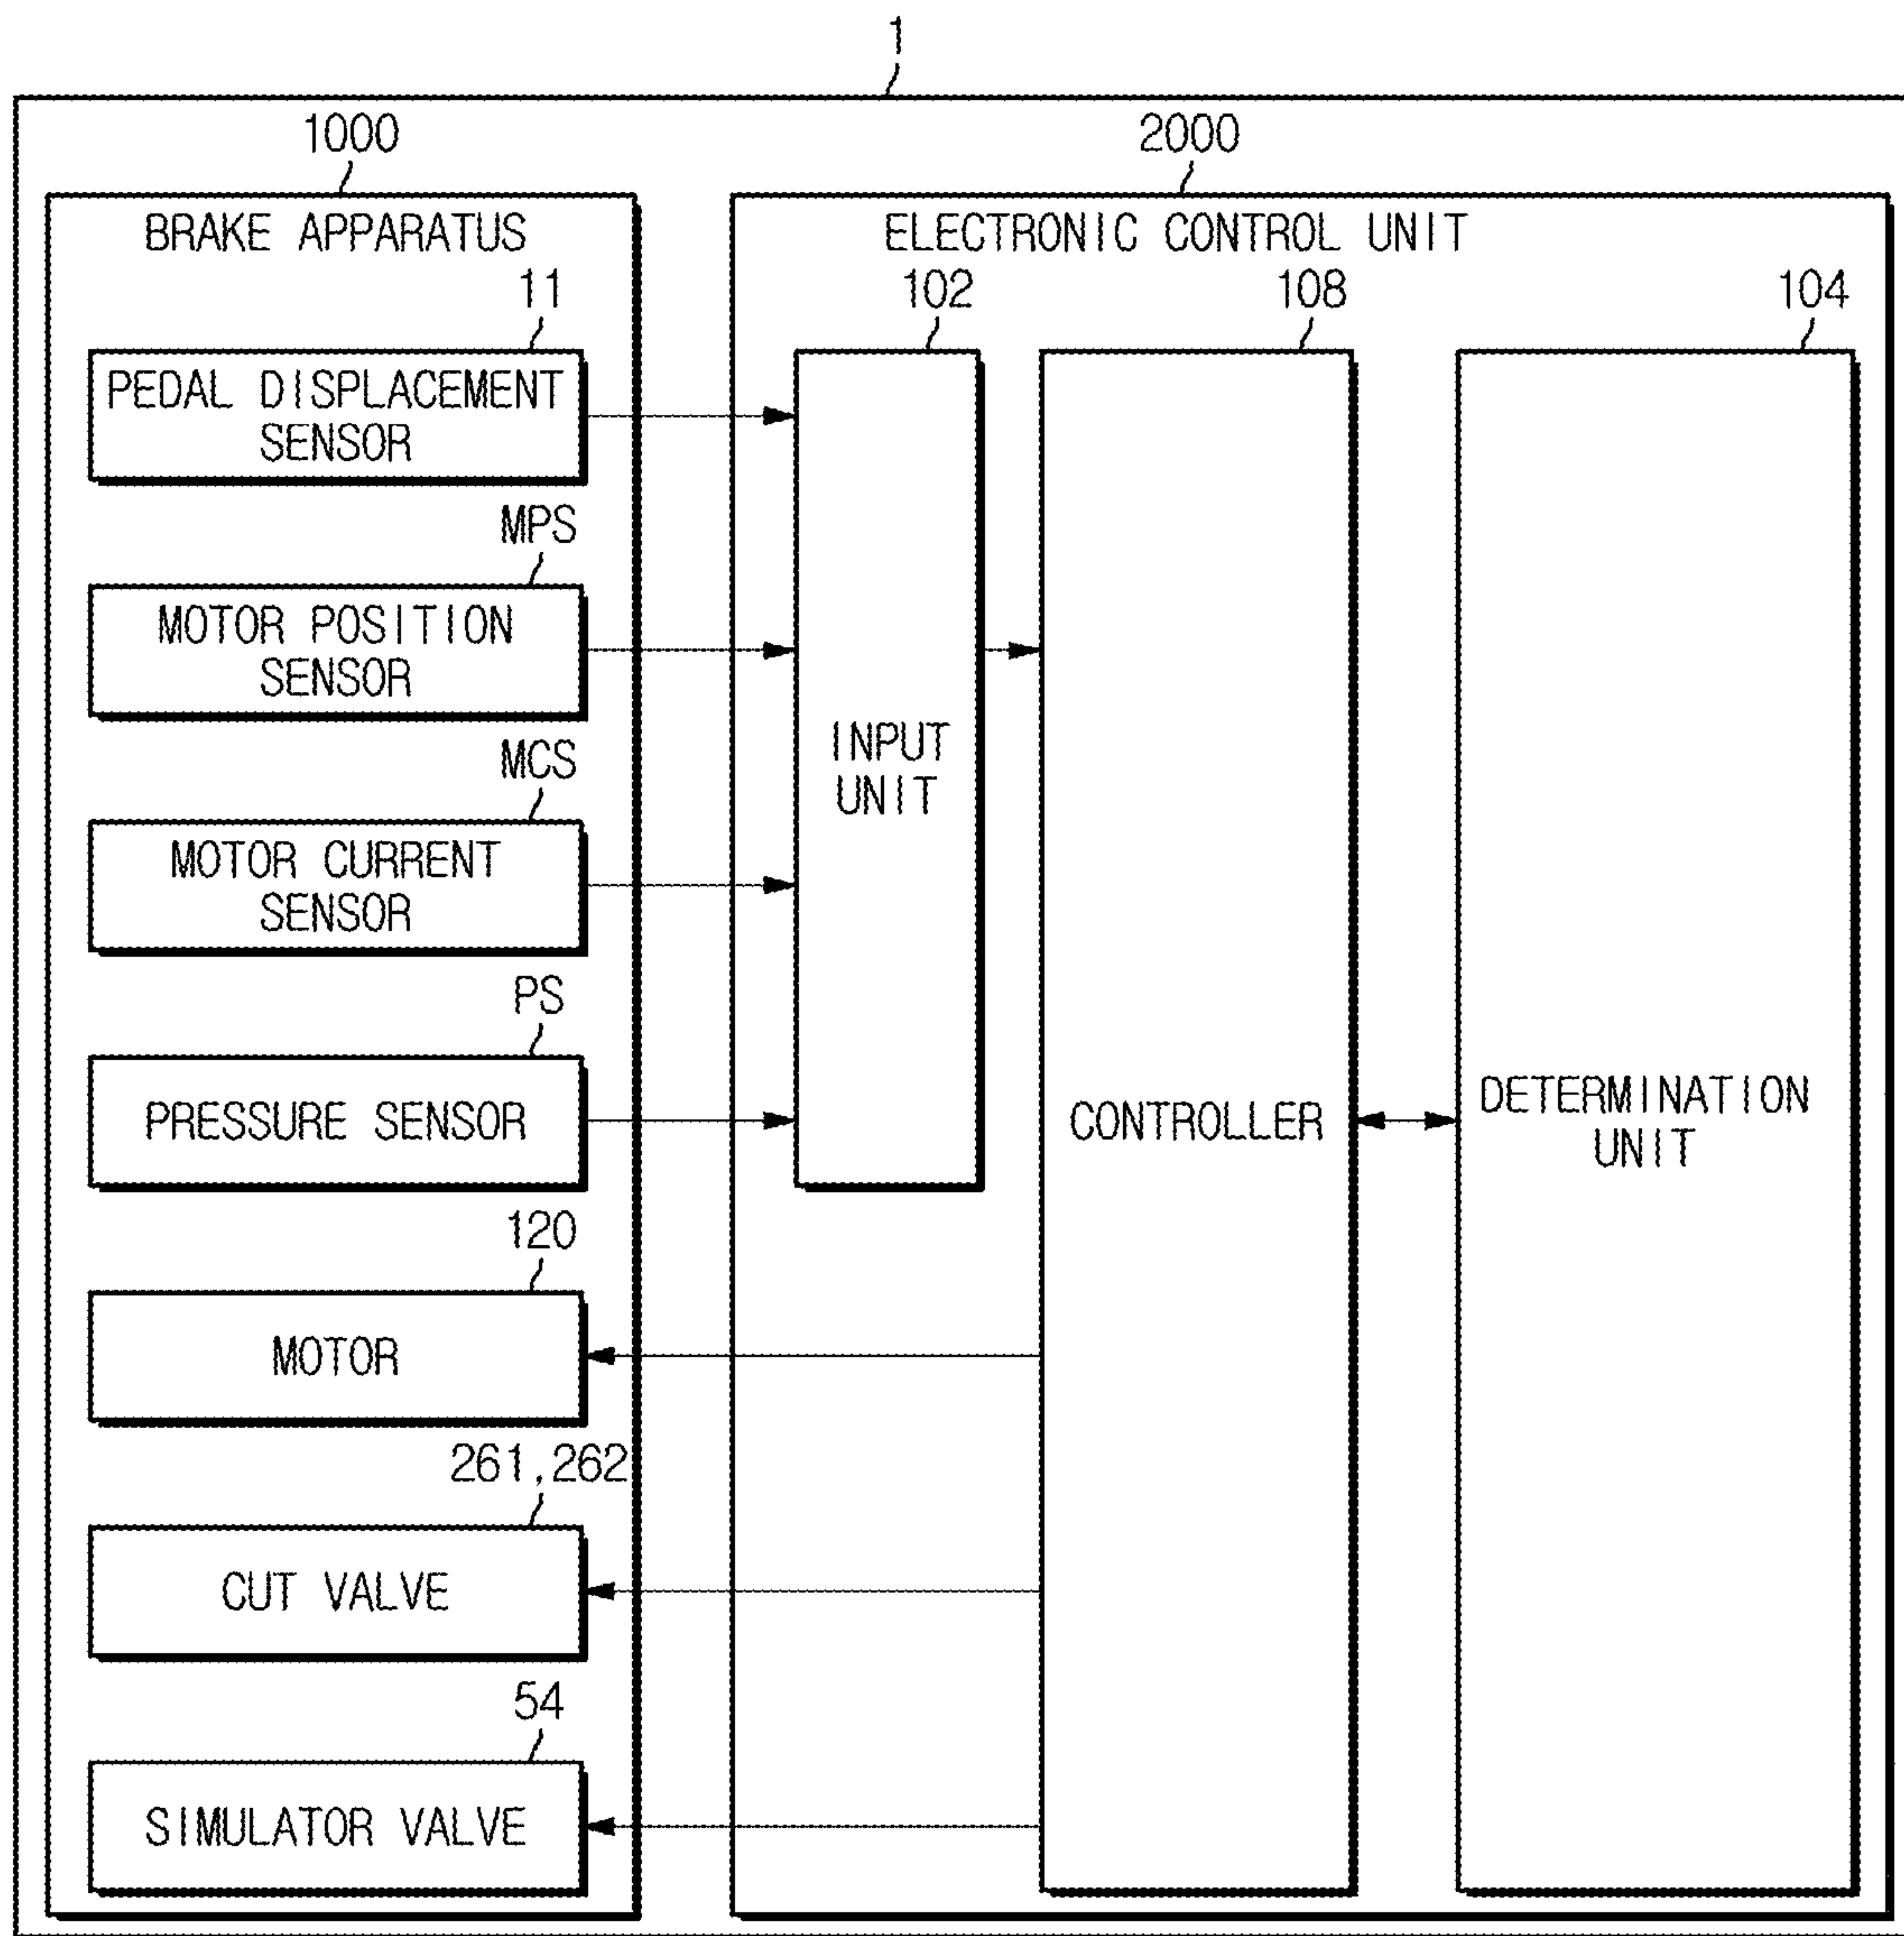 1
1000
2000
BRAKE APPARATUS
ELECTRONIC CONTROL UNIT
11
102
108
104
PEDAL DISPLACEMENT
SENSOR
MPS
MOTOR POSITION
SENSOR
MCS
MOTOR CURRENT
SENSOR
PS
PRESSURE SENSOR
120
MOTOR
261,262
CUT VALVE
54
SIMULATOR VALVE
INPUT
UNIT
CONTROLLER
DETERMINATION
UNIT